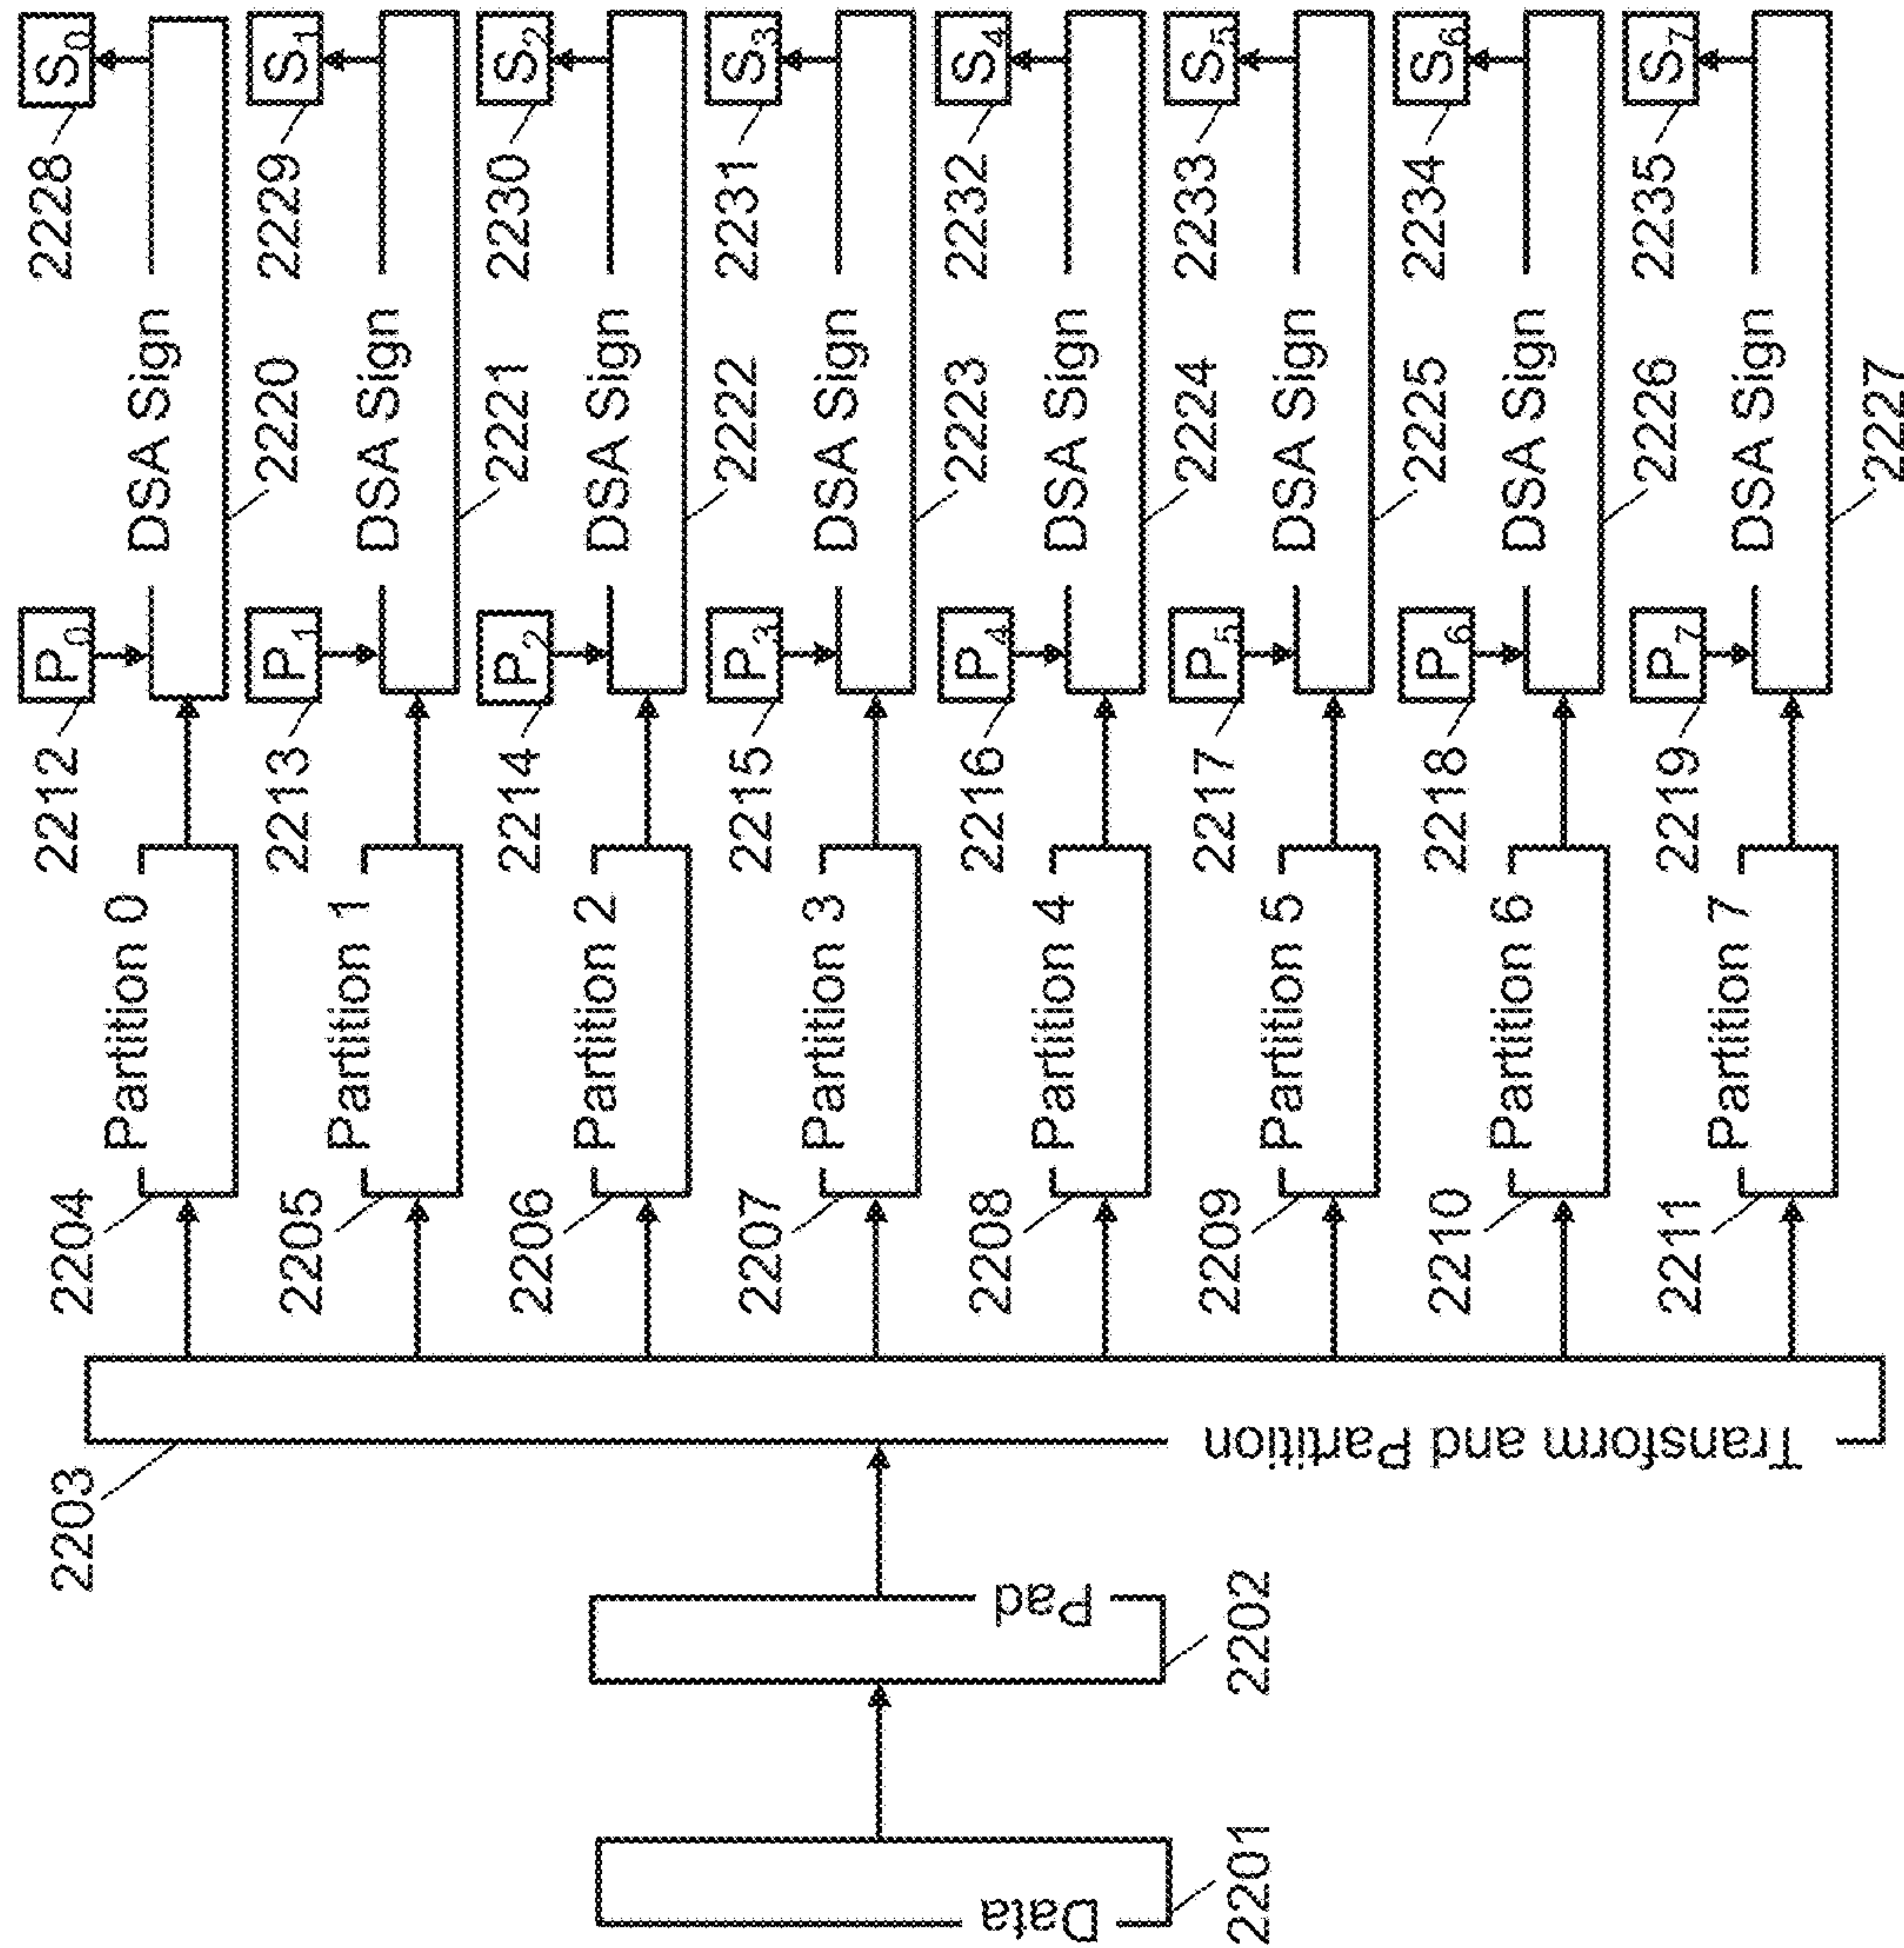 2201
Data
2202
Pad
2203
Transform and Partition
2204
Partition 0
2212
P0
DSA Sign
2220
2228
S0
2205
Partition 1
2213
P1
DSA Sign
2221
2229
S1
2206
Partition 2
2214
P2
DSA Sign
2222
2230
S2
2207
Partition 3
2215
P3
DSA Sign
2223
2231
S3
2208
Partition 4
2216
P4
DSA Sign
2224
2232
S4
2209
Partition 5
2217
P5
DSA Sign
2225
2233
S5
2210
Partition 6
2218
P6
DSA Sign
2226
2234
S6
2211
Partition 7
2219
P7
DSA Sign
2227
2235
S7